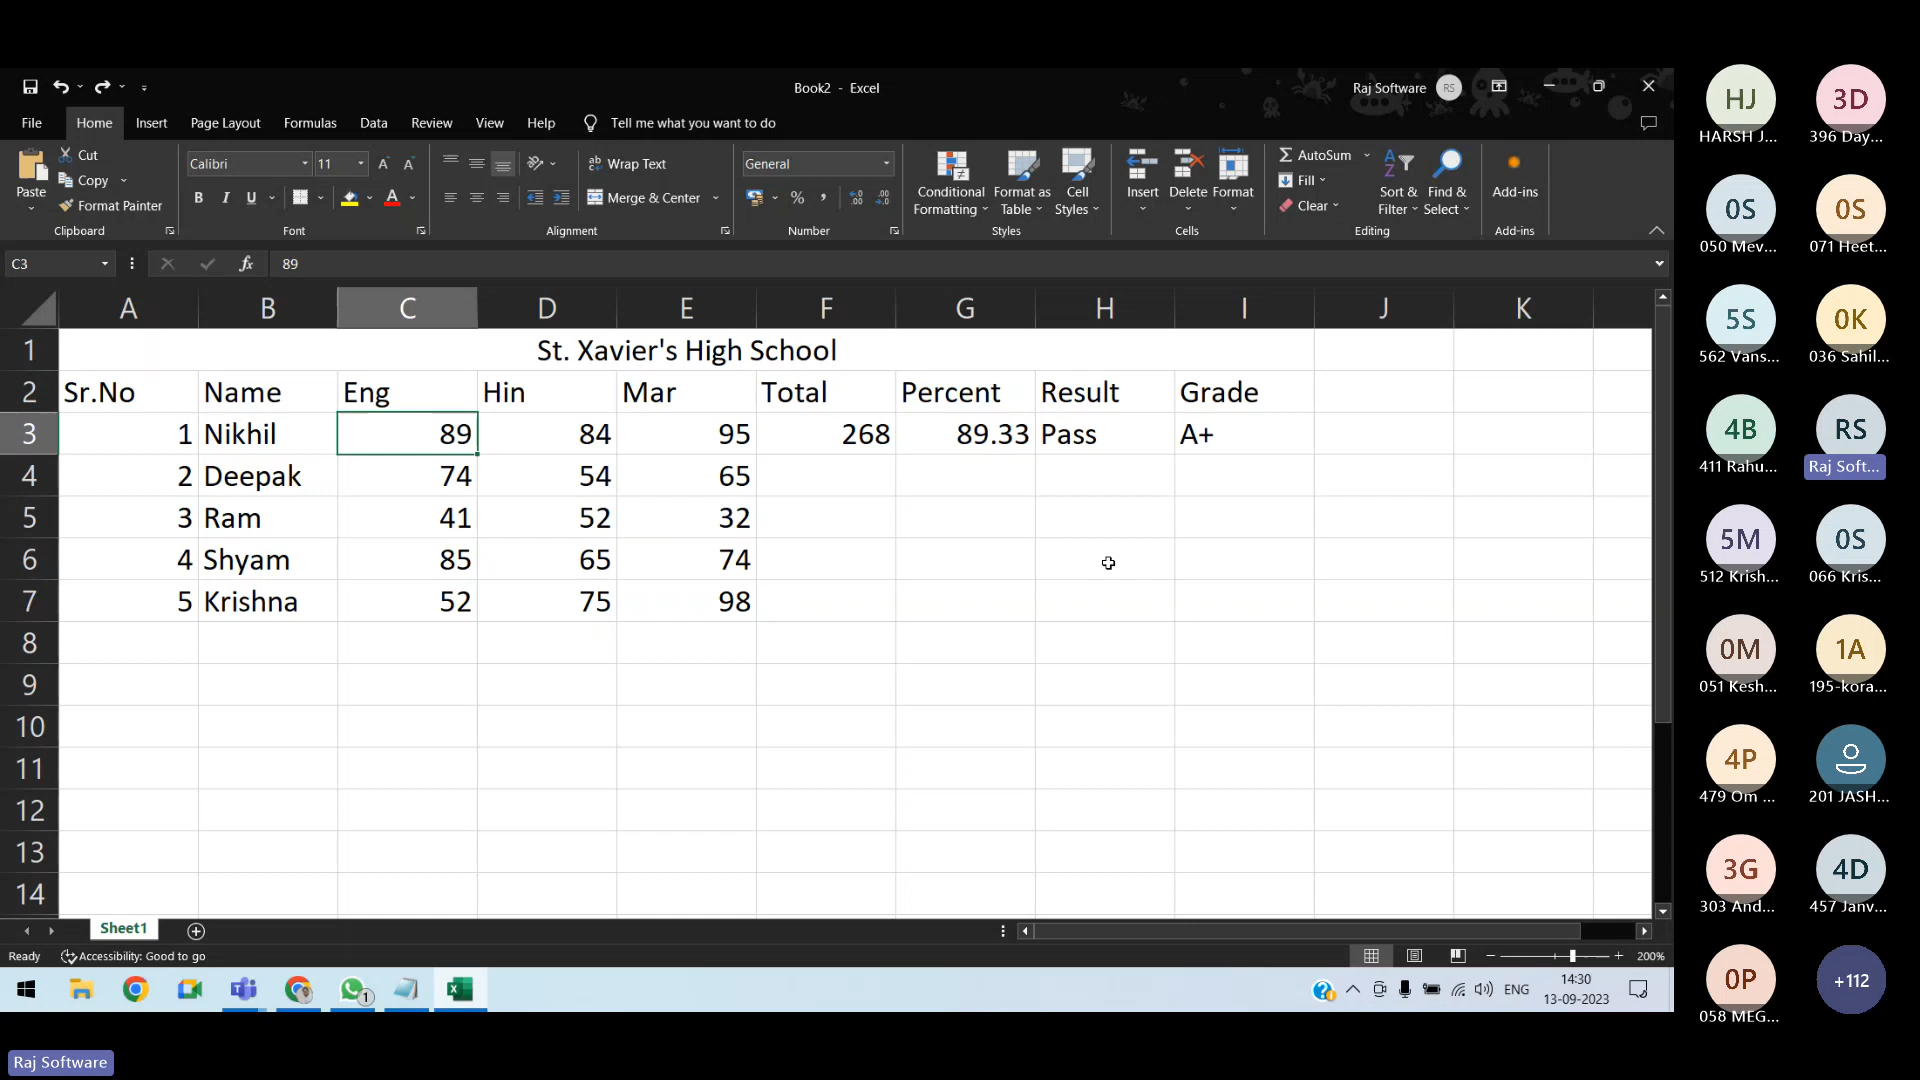 Book2 - Excel
Raj Software RS
File Home Insert Page Layout Formulas Data Review View Help Tell me what you want to do
Paste
Cut
Copy
Format Painter
Clipboard
Calibri 11 A A
B I U A
Font
ab Wrap Text
Merge & Center
Alignment
General
% ,
Number
Conditional Formatting
Format as Table
Cell Styles
Styles
Insert Delete Format
Cells
AutoSum
Fill
Clear
Sort & Filter
Find & Select
Editing
Add-ins
Add-ins
C3 fx 89
A B C D E F G H I J K
1 St. Xavier's High School
2 Sr.No Name Eng Hin Mar Total Percent Result Grade
3 1 Nikhil 89 84 95 268 89.33 Pass A+
4 2 Deepak 74 54 65
5 3 Ram 41 52 32
6 4 Shyam 85 65 74
7 5 Krishna 52 75 98
8
9
10
11
12
13
14
Sheet1
Ready Accessibility: Good to go 200%
1 ENG 14:30
13-09-2023
Raj Software
HJ 3D
HARSH J... 396 Day...
0S 0S
050 Mev... 071 Heet...
5S 0K
562 Vans... 036 Sahil...
4B RS
411 Rahu... Raj Soft...
5M 0S
512 Krish... 066 Kris...
0M 1A
051 Kesh... 195-kora...
4P
479 Om ... 201 JASH...
3G 4D
303 And... 457 Janv...
0P +112
058 MEG...